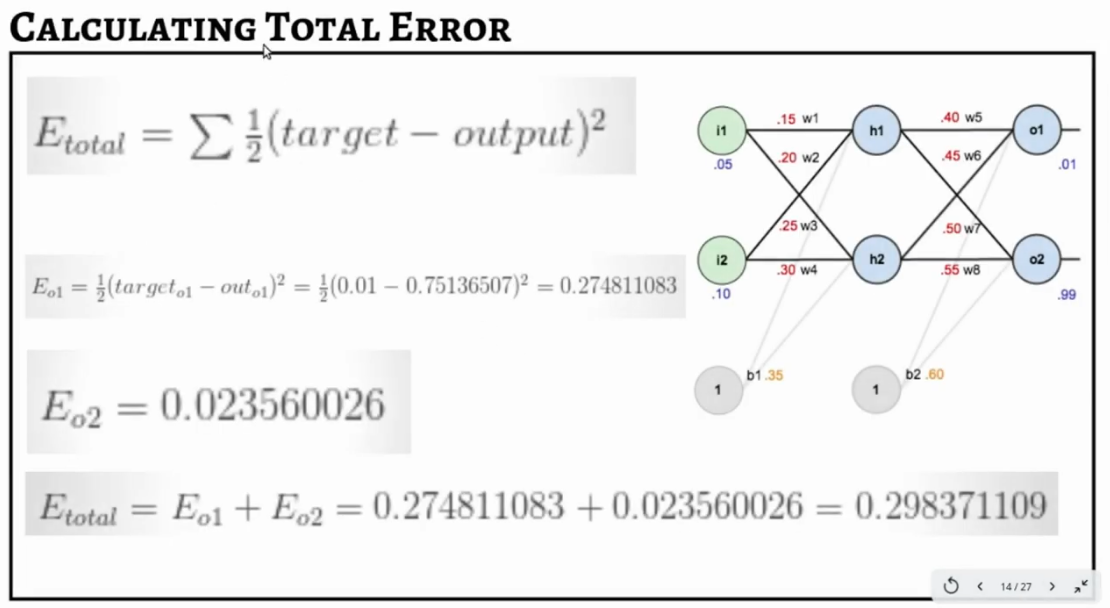 CALCULATING TOTAL ERROR
E_total = ∑ ½(target − output)²
E_o1 = ½(target_o1 − out_o1)² = ½(0.01 − 0.75136507)² = 0.274811083
E_o2 = 0.023560026
E_total = E_o1 + E_o2 = 0.274811083 + 0.023560026 = 0.298371109
i1 .15 w1 h1 .40 w5 o1
.05 .20 w2 .45 w6 .01
.25 w3 .50 w7
i2 .30 w4 h2 .55 w8 o2
.10 .99
b1 .35 b2 .60
1 1
14 / 27